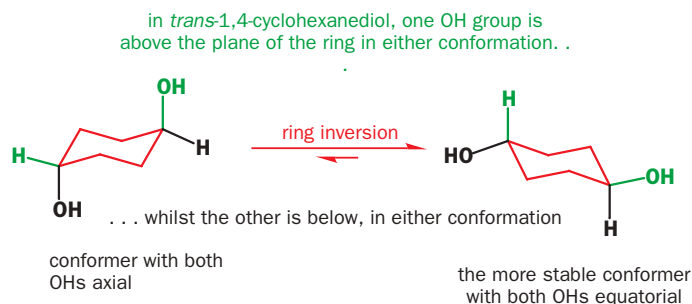 in trans-1,4-cyclohexanediol, one OH group is
above the plane of the ring in either conformation. .
.
OH
H
H
OH
ring inversion
H
HO
OH
H
. . . whilst the other is below, in either conformation
conformer with both
OHs axial
the more stable conformer
with both OHs equatorial